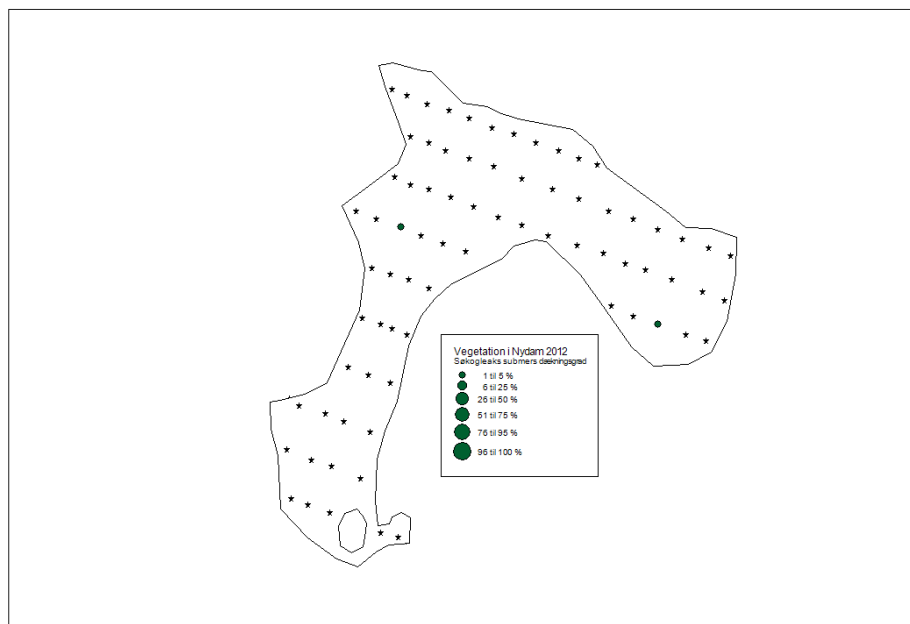 Vegetation i Nydam 2012
Søkogleaks submers dækningsgrad
1 til 5 %
6 til 25 %
26 til 50 %
51 til 75 %
76 til 95 %
96 til 100 %